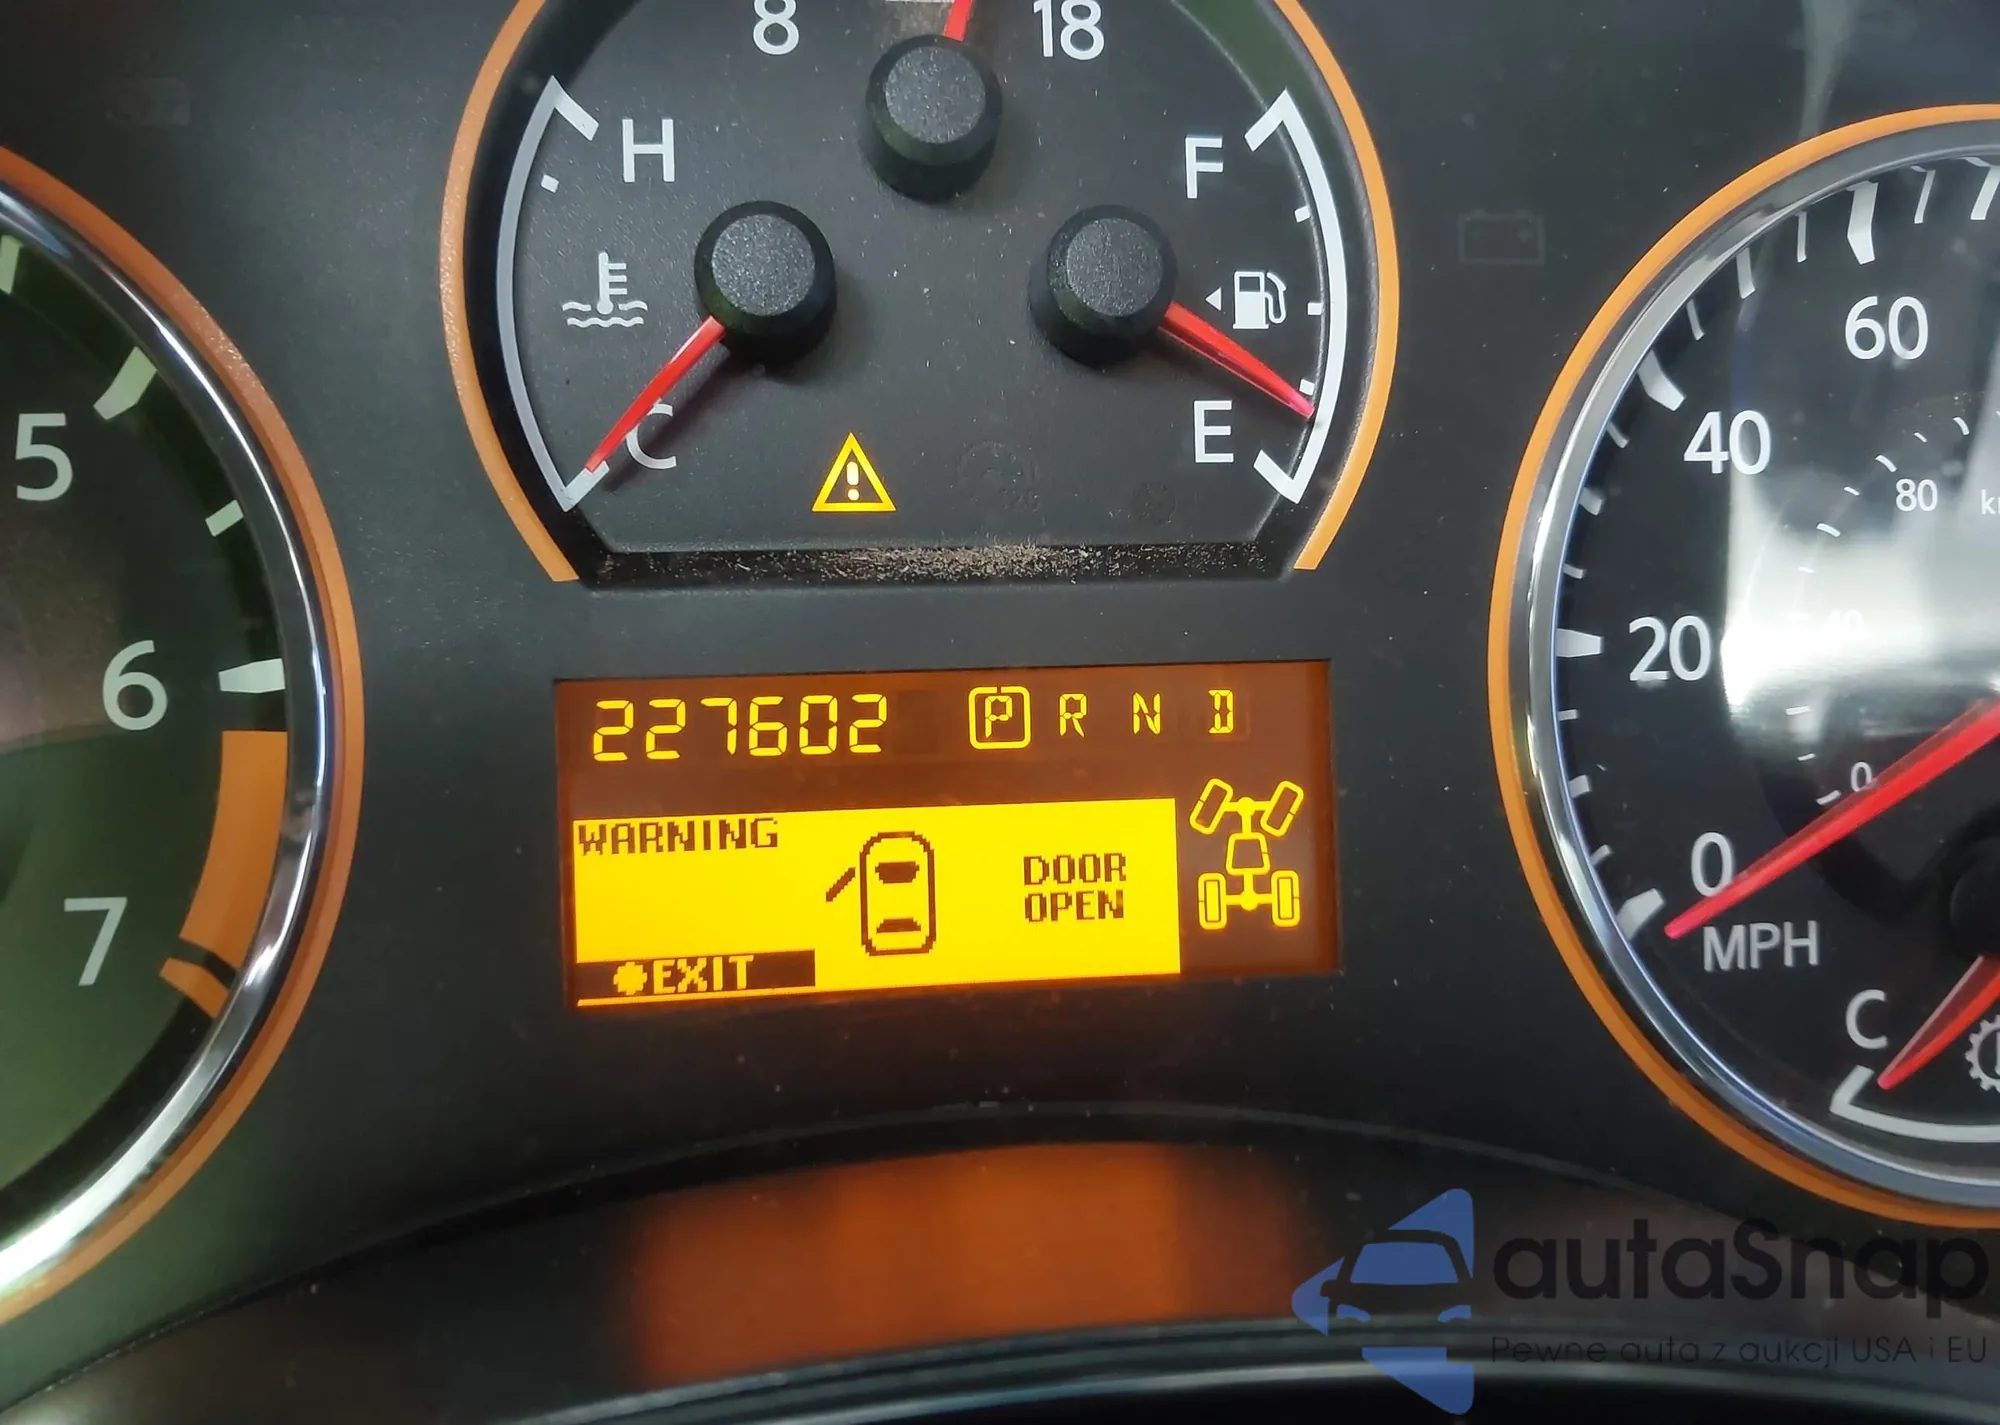 8 18
H F
C E
5
6
7
227602 P R N D
WARNING
DOOR
OPEN
EXIT
60
40
80
20
0
0
MPH
C
autaSnap
Pewne auta z aukcji USA i EU